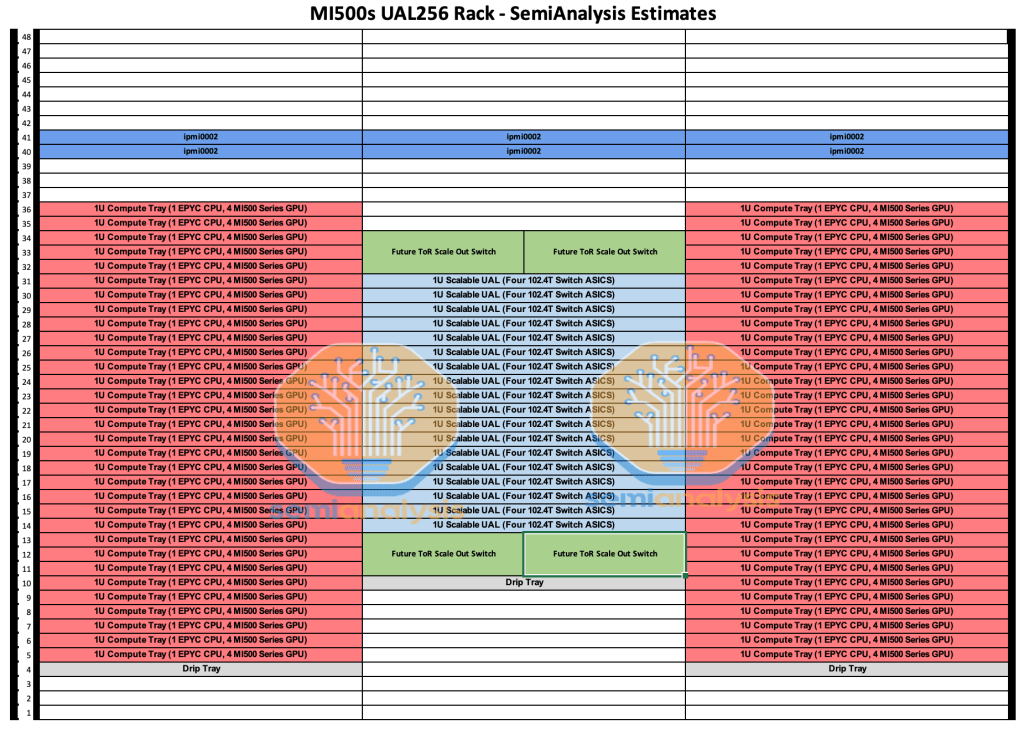 MI500s UAL256 Rack - SemiAnalysis Estimates
48
47
46
45
44
43
42
41 ipmi0002 ipmi0002 ipmi0002
40 ipmi0002 ipmi0002 ipmi0002
39
38
37
36 1U Compute Tray (1 EPYC CPU, 4 MI500 Series GPU) 1U Compute Tray (1 EPYC CPU, 4 MI500 Series GPU)
35 1U Compute Tray (1 EPYC CPU, 4 MI500 Series GPU) 1U Compute Tray (1 EPYC CPU, 4 MI500 Series GPU)
34 1U Compute Tray (1 EPYC CPU, 4 MI500 Series GPU) 1U Compute Tray (1 EPYC CPU, 4 MI500 Series GPU)
33 1U Compute Tray (1 EPYC CPU, 4 MI500 Series GPU) Future ToR Scale Out Switch Future ToR Scale Out Switch 1U Compute Tray (1 EPYC CPU, 4 MI500 Series GPU)
32 1U Compute Tray (1 EPYC CPU, 4 MI500 Series GPU) 1U Compute Tray (1 EPYC CPU, 4 MI500 Series GPU)
31 1U Compute Tray (1 EPYC CPU, 4 MI500 Series GPU) 1U Scalable UAL (Four 102.4T Switch ASICS) 1U Compute Tray (1 EPYC CPU, 4 MI500 Series GPU)
30 1U Compute Tray (1 EPYC CPU, 4 MI500 Series GPU) 1U Scalable UAL (Four 102.4T Switch ASICS) 1U Compute Tray (1 EPYC CPU, 4 MI500 Series GPU)
29 1U Compute Tray (1 EPYC CPU, 4 MI500 Series GPU) 1U Scalable UAL (Four 102.4T Switch ASICS) 1U Compute Tray (1 EPYC CPU, 4 MI500 Series GPU)
28 1U Compute Tray (1 EPYC CPU, 4 MI500 Series GPU) 1U Scalable UAL (Four 102.4T Switch ASICS) 1U Compute Tray (1 EPYC CPU, 4 MI500 Series GPU)
27 1U Compute Tray (1 EPYC CPU, 4 MI500 Series GPU) 1U Scalable UAL (Four 102.4T Switch ASICS) 1U Compute Tray (1 EPYC CPU, 4 MI500 Series GPU)
26 1U Compute Tray (1 EPYC CPU, 4 MI500 Series GPU) 1U Scalable UAL (Four 102.4T Switch ASICS) 1U Compute Tray (1 EPYC CPU, 4 MI500 Series GPU)
25 1U Compute Tray (1 EPYC CPU, 4 MI500 Series GPU) 1U Scalable UAL (Four 102.4T Switch ASICS) 1U Compute Tray (1 EPYC CPU, 4 MI500 Series GPU)
24 1U Compute Tray (1 EPYC CPU, 4 MI500 Series GPU) 1U Scalable UAL (Four 102.4T Switch ASICS) 1U Compute Tray (1 EPYC CPU, 4 MI500 Series GPU)
23 1U Compute Tray (1 EPYC CPU, 4 MI500 Series GPU) 1U Scalable UAL (Four 102.4T Switch ASICS) 1U Compute Tray (1 EPYC CPU, 4 MI500 Series GPU)
22 1U Compute Tray (1 EPYC CPU, 4 MI500 Series GPU) 1U Scalable UAL (Four 102.4T Switch ASICS) 1U Compute Tray (1 EPYC CPU, 4 MI500 Series GPU)
21 1U Compute Tray (1 EPYC CPU, 4 MI500 Series GPU) 1U Scalable UAL (Four 102.4T Switch ASICS) 1U Compute Tray (1 EPYC CPU, 4 MI500 Series GPU)
20 1U Compute Tray (1 EPYC CPU, 4 MI500 Series GPU) 1U Scalable UAL (Four 102.4T Switch ASICS) 1U Compute Tray (1 EPYC CPU, 4 MI500 Series GPU)
19 1U Compute Tray (1 EPYC CPU, 4 MI500 Series GPU) 1U Scalable UAL (Four 102.4T Switch ASICS) 1U Compute Tray (1 EPYC CPU, 4 MI500 Series GPU)
18 1U Compute Tray (1 EPYC CPU, 4 MI500 Series GPU) 1U Scalable UAL (Four 102.4T Switch ASICS) 1U Compute Tray (1 EPYC CPU, 4 MI500 Series GPU)
17 1U Compute Tray (1 EPYC CPU, 4 MI500 Series GPU) 1U Scalable UAL (Four 102.4T Switch ASICS) 1U Compute Tray (1 EPYC CPU, 4 MI500 Series GPU)
16 1U Compute Tray (1 EPYC CPU, 4 MI500 Series GPU) 1U Scalable UAL (Four 102.4T Switch ASICS) 1U Compute Tray (1 EPYC CPU, 4 MI500 Series GPU)
15 1U Compute Tray (1 EPYC CPU, 4 MI500 Series GPU) 1U Scalable UAL (Four 102.4T Switch ASICS) 1U Compute Tray (1 EPYC CPU, 4 MI500 Series GPU)
14 1U Compute Tray (1 EPYC CPU, 4 MI500 Series GPU) 1U Scalable UAL (Four 102.4T Switch ASICS) 1U Compute Tray (1 EPYC CPU, 4 MI500 Series GPU)
13 1U Compute Tray (1 EPYC CPU, 4 MI500 Series GPU) 1U Compute Tray (1 EPYC CPU, 4 MI500 Series GPU)
12 1U Compute Tray (1 EPYC CPU, 4 MI500 Series GPU) Future ToR Scale Out Switch Future ToR Scale Out Switch 1U Compute Tray (1 EPYC CPU, 4 MI500 Series GPU)
11 1U Compute Tray (1 EPYC CPU, 4 MI500 Series GPU) 1U Compute Tray (1 EPYC CPU, 4 MI500 Series GPU)
10 1U Compute Tray (1 EPYC CPU, 4 MI500 Series GPU) Drip Tray 1U Compute Tray (1 EPYC CPU, 4 MI500 Series GPU)
9 1U Compute Tray (1 EPYC CPU, 4 MI500 Series GPU) 1U Compute Tray (1 EPYC CPU, 4 MI500 Series GPU)
8 1U Compute Tray (1 EPYC CPU, 4 MI500 Series GPU) 1U Compute Tray (1 EPYC CPU, 4 MI500 Series GPU)
7 1U Compute Tray (1 EPYC CPU, 4 MI500 Series GPU) 1U Compute Tray (1 EPYC CPU, 4 MI500 Series GPU)
6 1U Compute Tray (1 EPYC CPU, 4 MI500 Series GPU) 1U Compute Tray (1 EPYC CPU, 4 MI500 Series GPU)
5 1U Compute Tray (1 EPYC CPU, 4 MI500 Series GPU) 1U Compute Tray (1 EPYC CPU, 4 MI500 Series GPU)
4 Drip Tray Drip Tray
3
2
1
semianalysis semianalysis